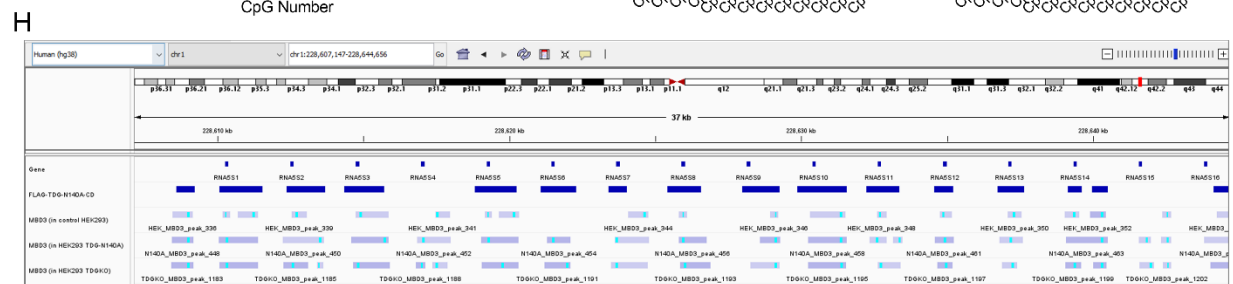 CpG Number
H
Human (hg38) chr1 chr1:228,607,147-228,644,656 Go
p36.31 p36.21 p36.12 p35.3 p34.3 p34.1 p32.3 p32.1 p31.2 p31.1 p22.3 p22.1 p21.2 p13.3 p13.1 p11.1 q12 q21.1 q21.3 q23.2 q24.1 q24.3 q25.2 q31.1 q31.3 q32.1 q32.2 q41 q42.12 q42.2 q43 q44
37 kb
228,610 kb 228,620 kb 228,630 kb 228,640 kb
Gene
RNA5S1 RNA5S2 RNA5S3 RNA5S4 RNA5S5 RNA5S6 RNA5S7 RNA5S8 RNA5S9 RNA5S10 RNA5S11 RNA5S12 RNA5S13 RNA5S14 RNA5S15 RNA5S16
FLAG-TDG-N140A-CD
MBD3 (in control HEK293)
HEK_MBD3_peak_336 HEK_MBD3_peak_339 HEK_MBD3_peak_341 HEK_MBD3_peak_344 HEK_MBD3_peak_346 HEK_MBD3_peak_348 HEK_MBD3_peak_350 HEK_MBD3_peak_352 HEK_MBD3_
MBD3 (in HEK293 TDG-N140A)
N140A_MBD3_peak_448 N140A_MBD3_peak_450 N140A_MBD3_peak_452 N140A_MBD3_peak_454 N140A_MBD3_peak_456 N140A_MBD3_peak_458 N140A_MBD3_peak_461 N140A_MBD3_peak_463 N140A_MBD3_p
MBD3 (in HEK293 TDGKO)
TDGKO_MBD3_peak_1183 TDGKO_MBD3_peak_1185 TDGKO_MBD3_peak_1188 TDGKO_MBD3_peak_1191 TDGKO_MBD3_peak_1193 TDGKO_MBD3_peak_1195 TDGKO_MBD3_peak_1197 TDGKO_MBD3_peak_1199 TDGKO_MBD3_peak_1202